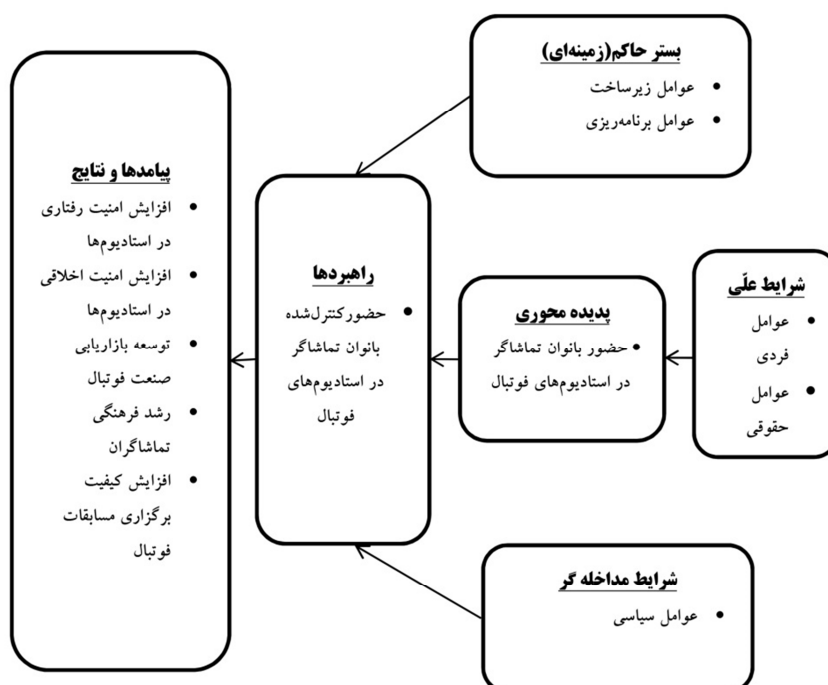 بستر حاکم(زمینه‌ای)
• عوامل زیرساخت
• عوامل برنامه‌ریزی
شرایط علّی
• عوامل
فردی
• عوامل
حقوقی
پدیده محوری
• حضور بانوان تماشاگر
در استادیوم‌های فوتبال
راهبردها
• حضورکنترل‌شده
بانوان تماشاگر
در استادیوم‌های
فوتبال
شرایط مداخله گر
• عوامل سیاسی
پیامدها و نتایج
• افزایش امنیت رفتاری
در استادیوم‌ها
• افزایش امنیت اخلاقی
در استادیوم‌ها
• توسعه بازاریابی
صنعت فوتبال
• رشد فرهنگی
تماشاگران
• افزایش کیفیت
برگزاری مسابقات
فوتبال